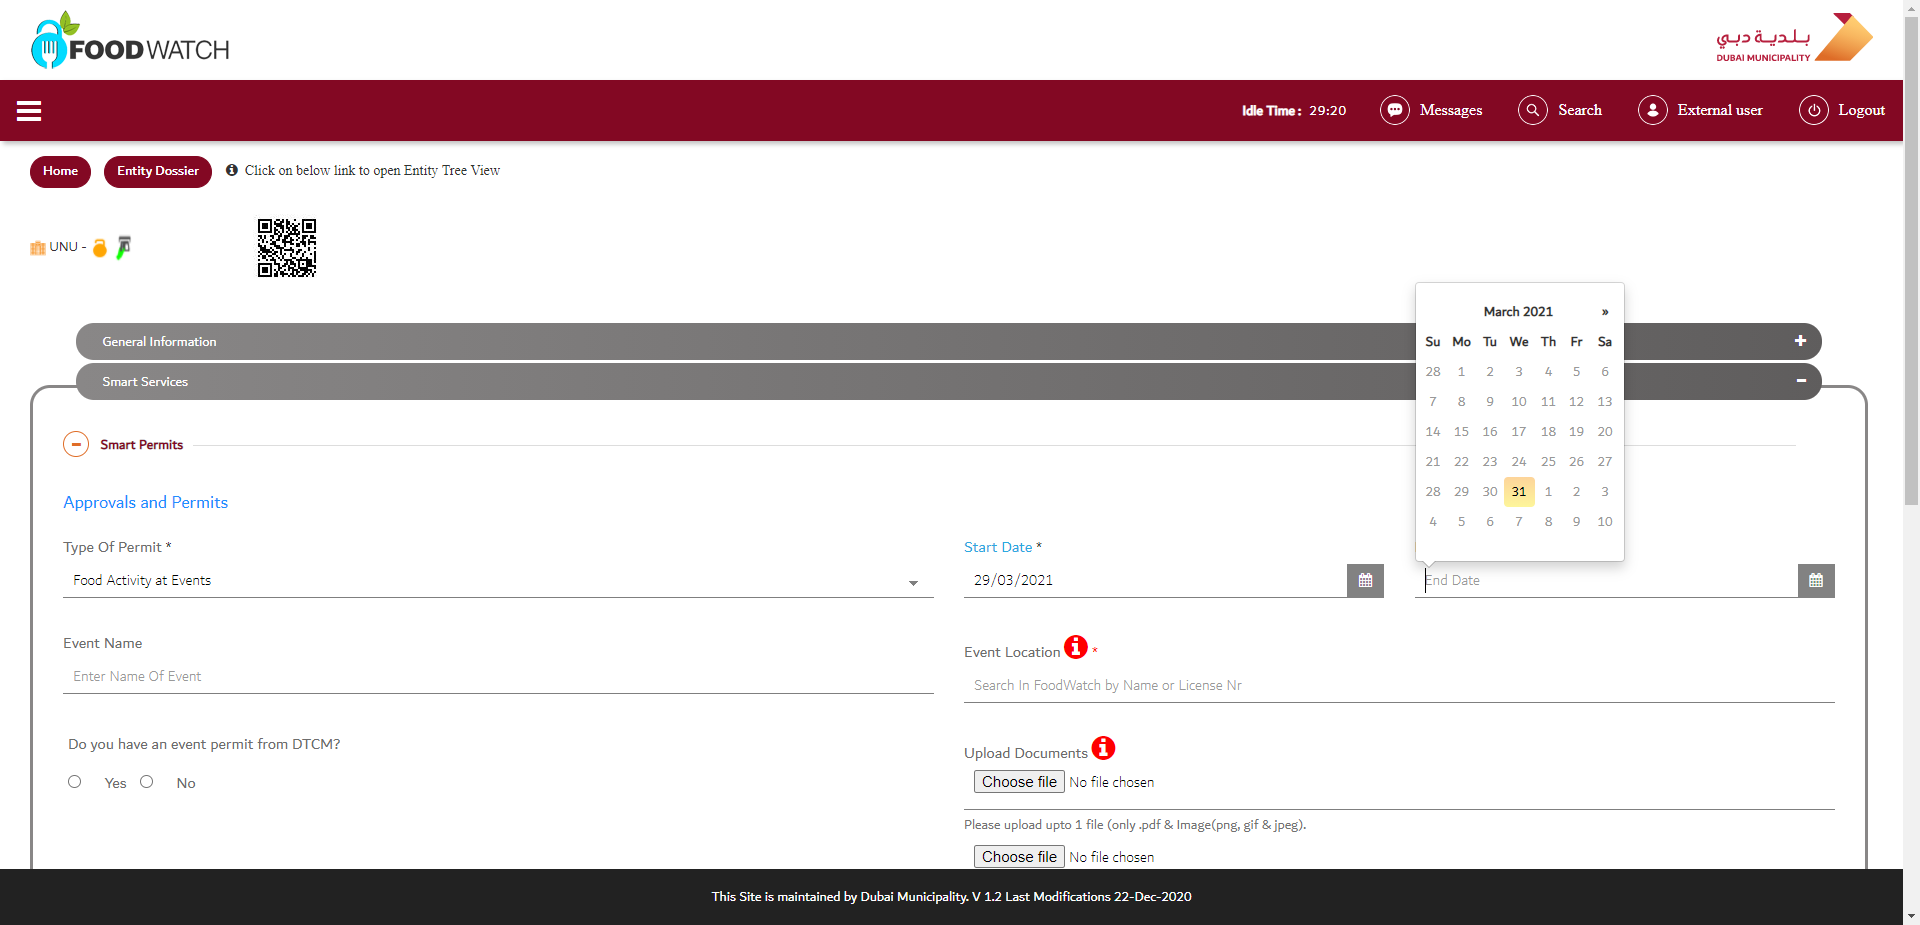 FOODWATCH
بلدية دبي
DUBAI MUNICIPALITY
Idle Time : 29:20
Messages
Search
External user
Logout
Home
Entity Dossier
Click on below link to open Entity Tree View
UNU -
General Information
Smart Services
March 2021 »
Su Mo Tu We Th Fr Sa
28 1 2 3 4 5 6
7 8 9 10 11 12 13
14 15 16 17 18 19 20
21 22 23 24 25 26 27
28 29 30 31 1 2 3
4 5 6 7 8 9 10
Smart Permits
Approvals and Permits
Type Of Permit *
Food Activity at Events
Start Date *
29/03/2021
End Date
Event Name
Enter Name Of Event
Event Location *
Search In FoodWatch by Name or License Nr
Do you have an event permit from DTCM?
Yes
No
Upload Documents
Choose file No file chosen
Please upload upto 1 file (only .pdf & Image(png, gif & jpeg).
Choose file No file chosen
This Site is maintained by Dubai Municipality. V 1.2 Last Modifications 22-Dec-2020